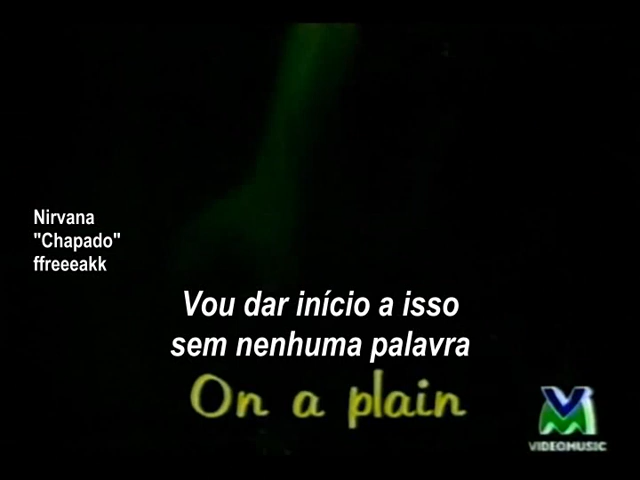 Nirvana
"Chapado"
ffreeeakk
Vou dar início a isso
sem nenhuma palavra
On a plain
VIDEOMUSIC